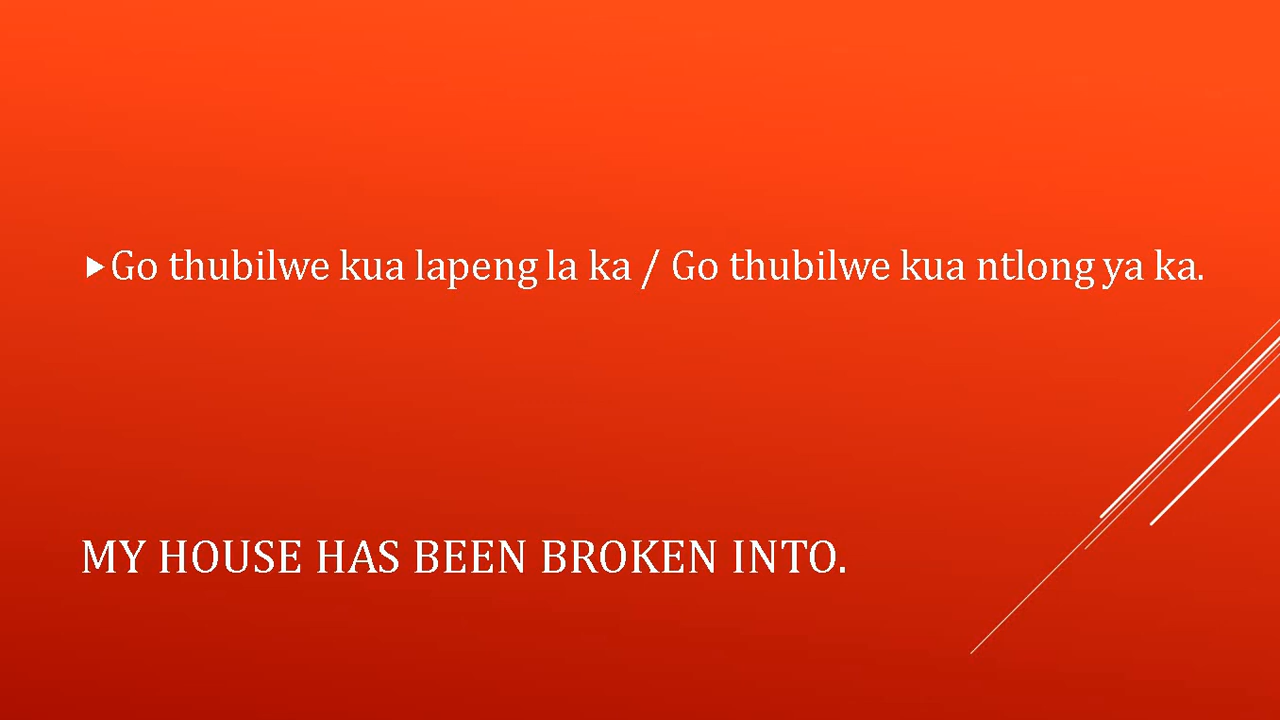 Go thubilwe kua lapeng la ka / Go thubilwe kua ntlong ya ka.
MY HOUSE HAS BEEN BROKEN INTO.